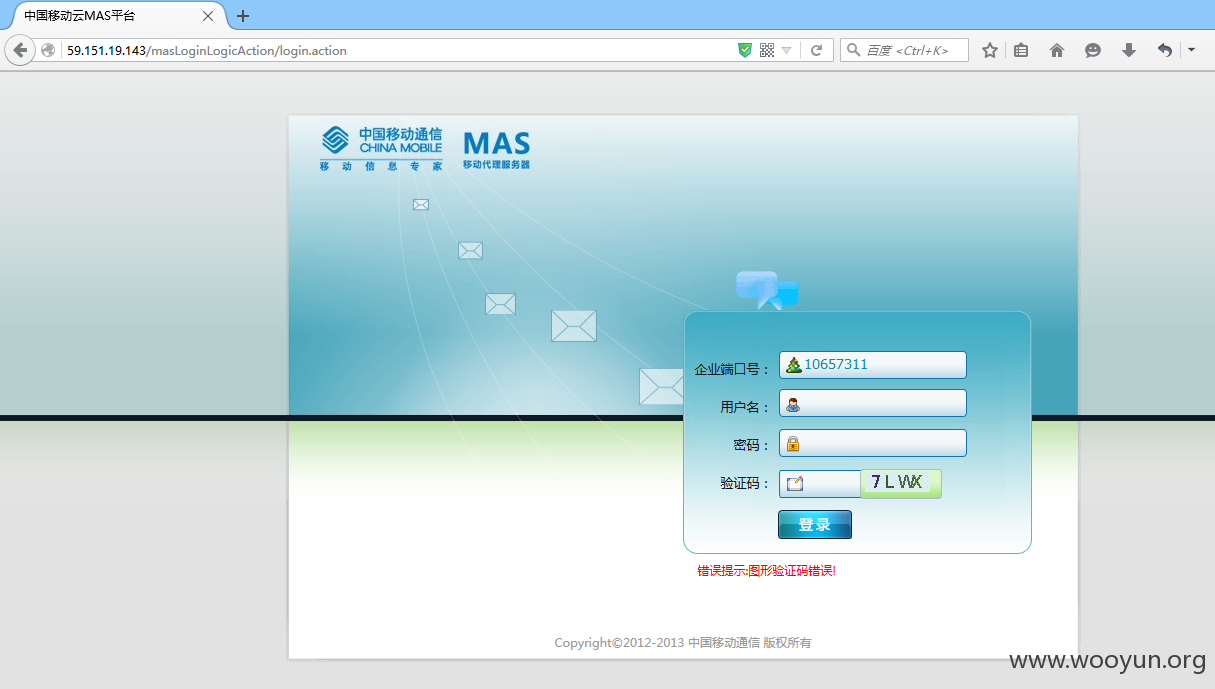 中国移动云MAS平台
59.151.19.143/masLoginLogicAction/login.action
百度 <Ctrl+K>
中国移动通信
CHINA MOBILE
移动信息专家
MAS
移动代理服务器
企业端口号：
10657311
用户名：
密码：
验证码：
7 L WX
登录
错误提示:图形验证码错误!
Copyright©2012-2013 中国移动通信 版权所有
www.wooyun.org